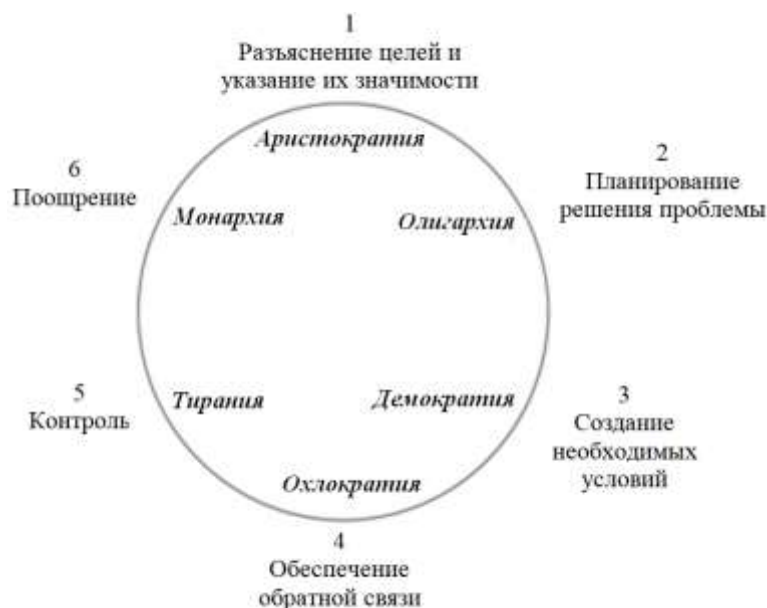 1
Разъяснение целей и
указание их значимости
Аристократия
6
Поощрение
2
Планирование
решения проблемы
Монархия
Олигархия
5
Контроль
Тирания
Демократия
3
Создание
необходимых
условий
Охлократия
4
Обеспечение
обратной связи